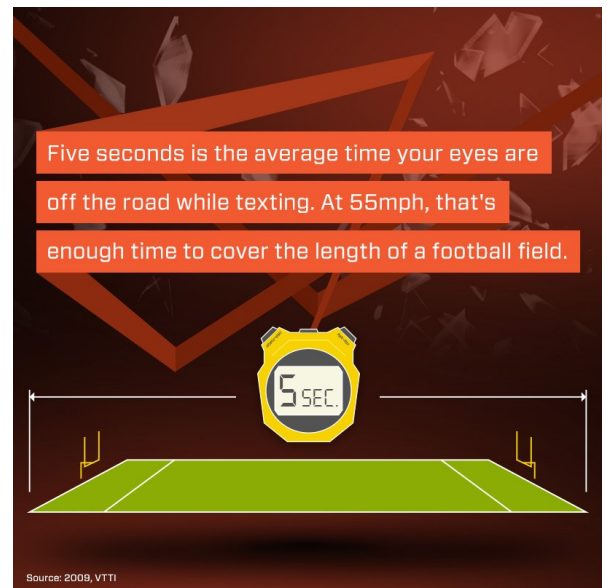 Five seconds is the average time your eyes are
off the road while texting. At 55mph, that's
enough time to cover the length of a football field.
5 SEC.
Source: 2009, VTTI